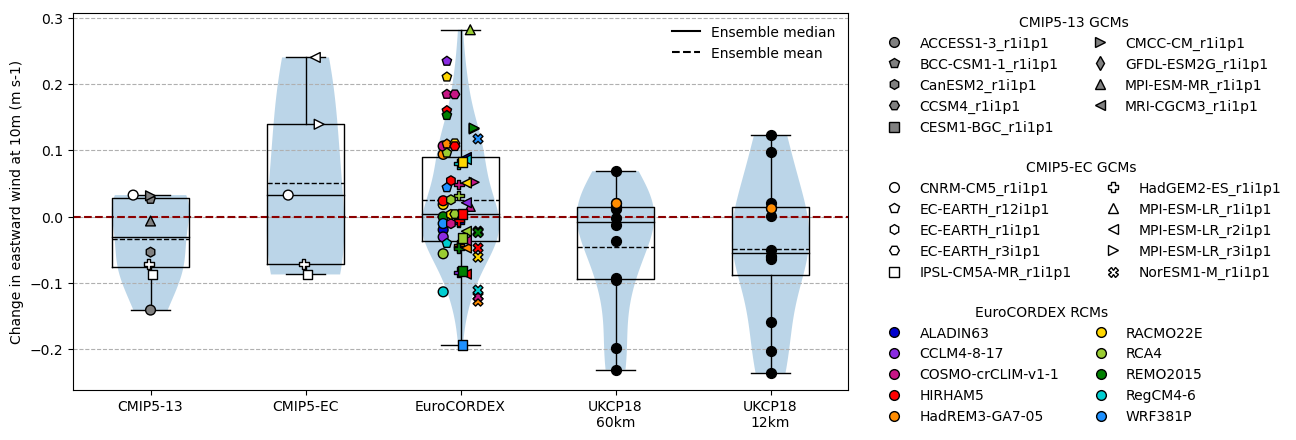 Change in eastward wind at 10m (m s-1)
0.3
0.2
0.1
0.0
−0.1
−0.2
Ensemble median
Ensemble mean
CMIP5-13
CMIP5-EC
EuroCORDEX
UKCP18
60km
UKCP18
12km
CMIP5-13 GCMs
ACCESS1-3_r1i1p1
BCC-CSM1-1_r1i1p1
CanESM2_r1i1p1
CCSM4_r1i1p1
CESM1-BGC_r1i1p1
CMCC-CM_r1i1p1
GFDL-ESM2G_r1i1p1
MPI-ESM-MR_r1i1p1
MRI-CGCM3_r1i1p1
CMIP5-EC GCMs
CNRM-CM5_r1i1p1
EC-EARTH_r12i1p1
EC-EARTH_r1i1p1
EC-EARTH_r3i1p1
IPSL-CM5A-MR_r1i1p1
HadGEM2-ES_r1i1p1
MPI-ESM-LR_r1i1p1
MPI-ESM-LR_r2i1p1
MPI-ESM-LR_r3i1p1
NorESM1-M_r1i1p1
EuroCORDEX RCMs
ALADIN63
CCLM4-8-17
COSMO-crCLIM-v1-1
HIRHAM5
HadREM3-GA7-05
RACMO22E
RCA4
REMO2015
RegCM4-6
WRF381P